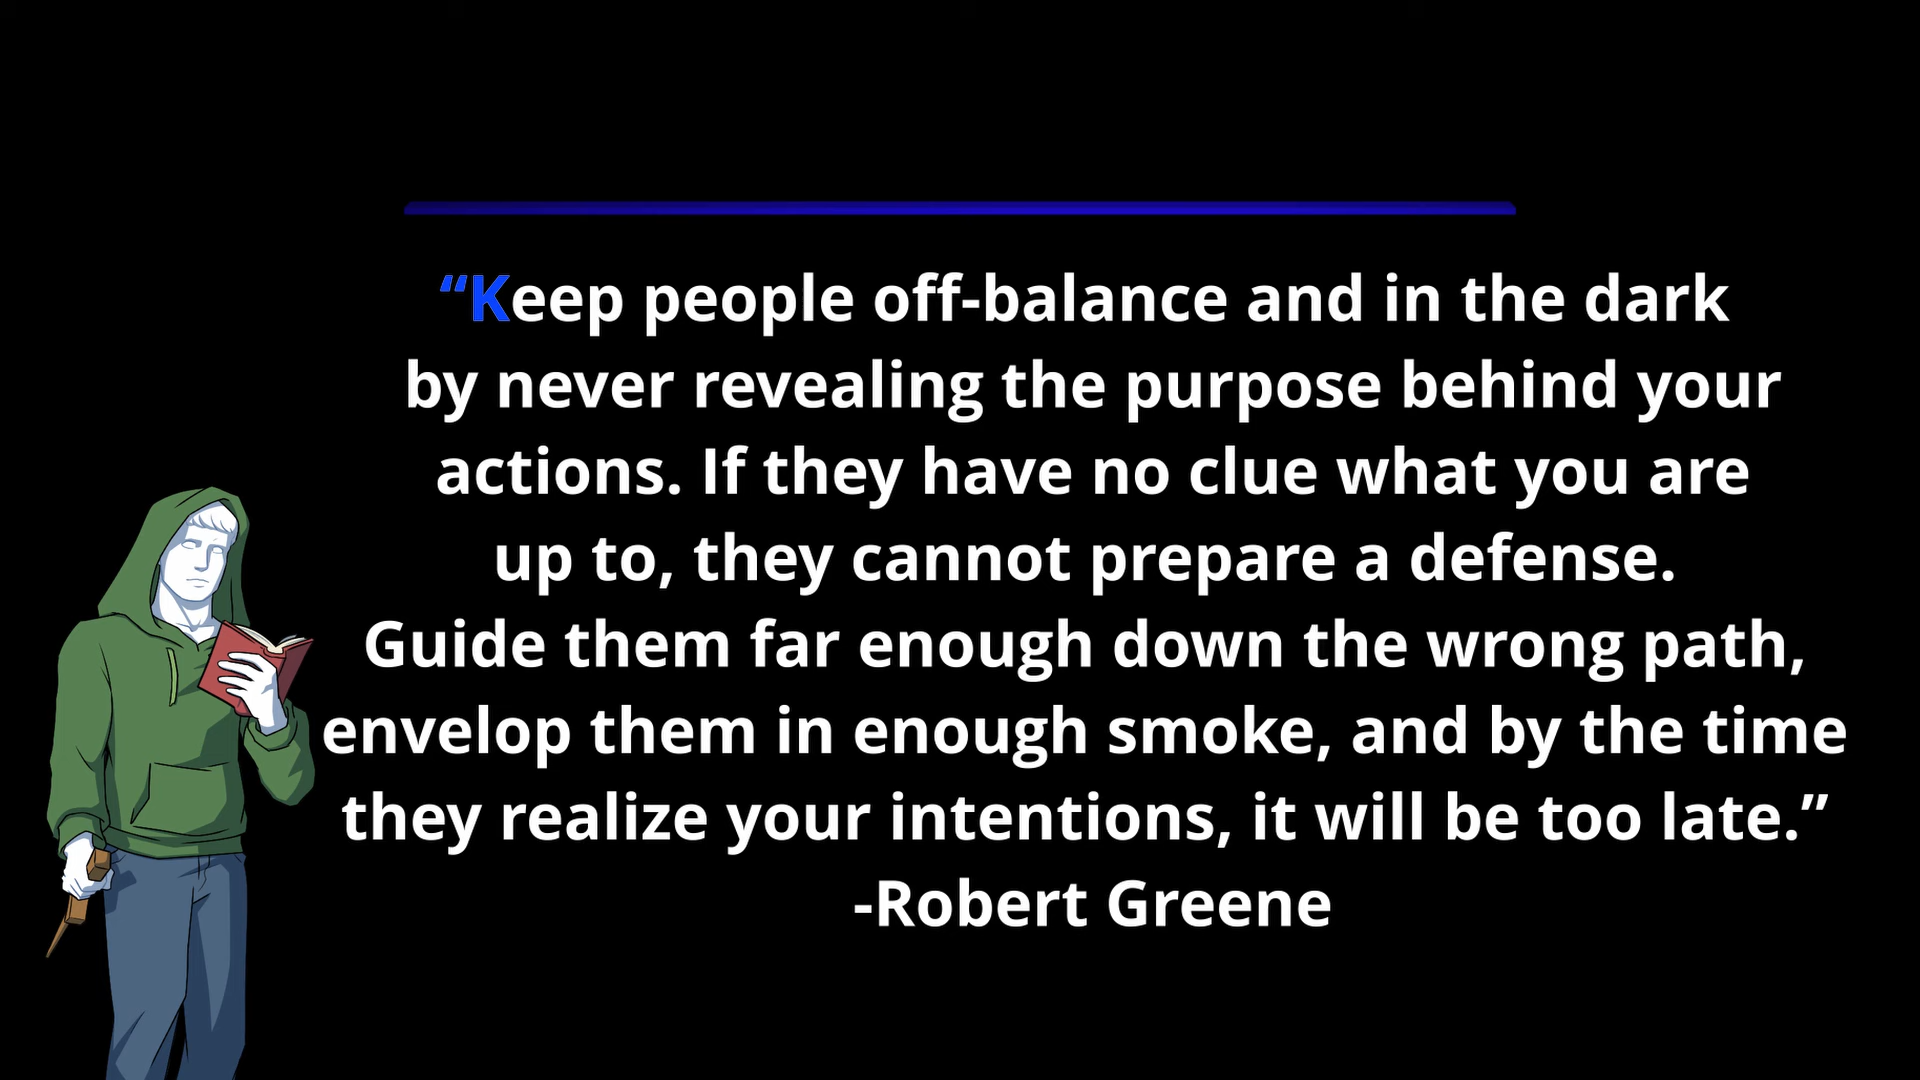 “Keep people off-balance and in the dark
by never revealing the purpose behind your
actions. If they have no clue what you are
up to, they cannot prepare a defense.
Guide them far enough down the wrong path,
envelop them in enough smoke, and by the time
they realize your intentions, it will be too late.”
-Robert Greene